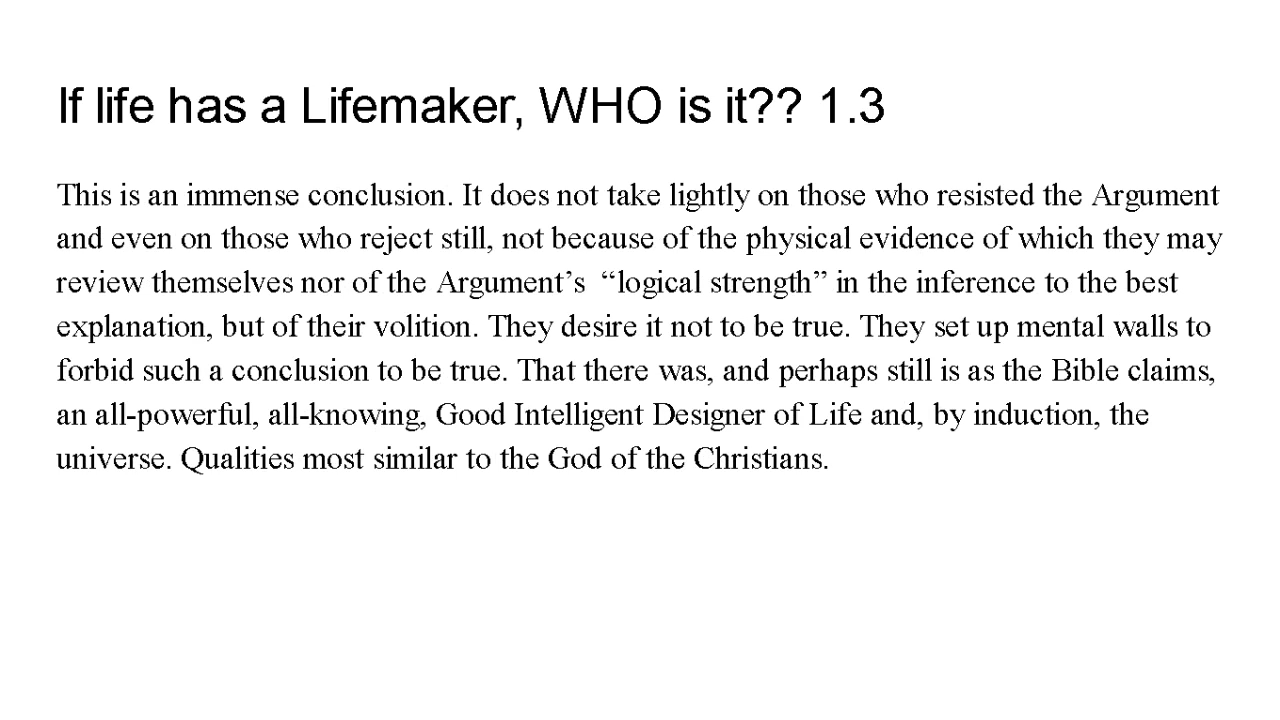 If life has a Lifemaker, WHO is it?? 1.3
This is an immense conclusion. It does not take lightly on those who resisted the Argument
and even on those who reject still, not because of the physical evidence of which they may
review themselves nor of the Argument’s  “logical strength” in the inference to the best
explanation, but of their volition. They desire it not to be true. They set up mental walls to
forbid such a conclusion to be true. That there was, and perhaps still is as the Bible claims,
an all-powerful, all-knowing, Good Intelligent Designer of Life and, by induction, the
universe. Qualities most similar to the God of the Christians.